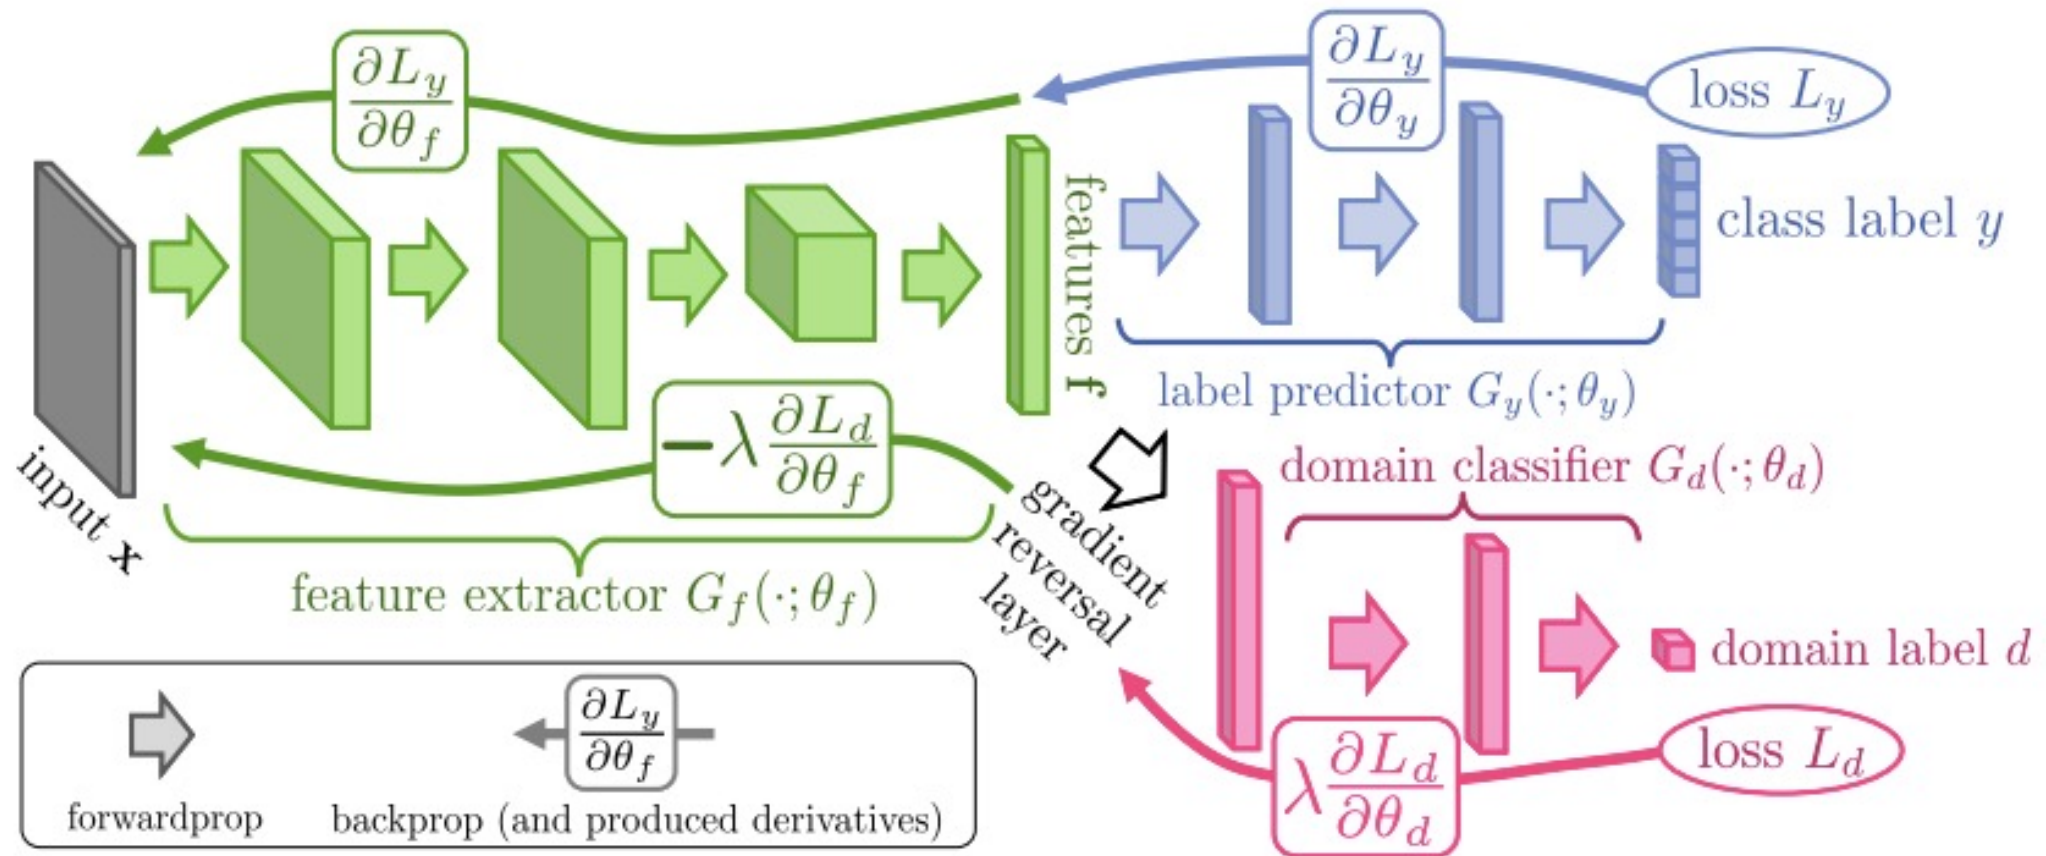 ∂L_y
∂θ_f
∂L_y
∂θ_y
loss L_y
class label y
features f
label predictor G_y(·; θ_y)
input x
−λ ∂L_d
∂θ_f
feature extractor G_f(·; θ_f)
gradient
reversal
layer
domain classifier G_d(·; θ_d)
domain label d
loss L_d
λ ∂L_d
∂θ_d
∂L_y
∂θ_f
forwardprop
backprop (and produced derivatives)